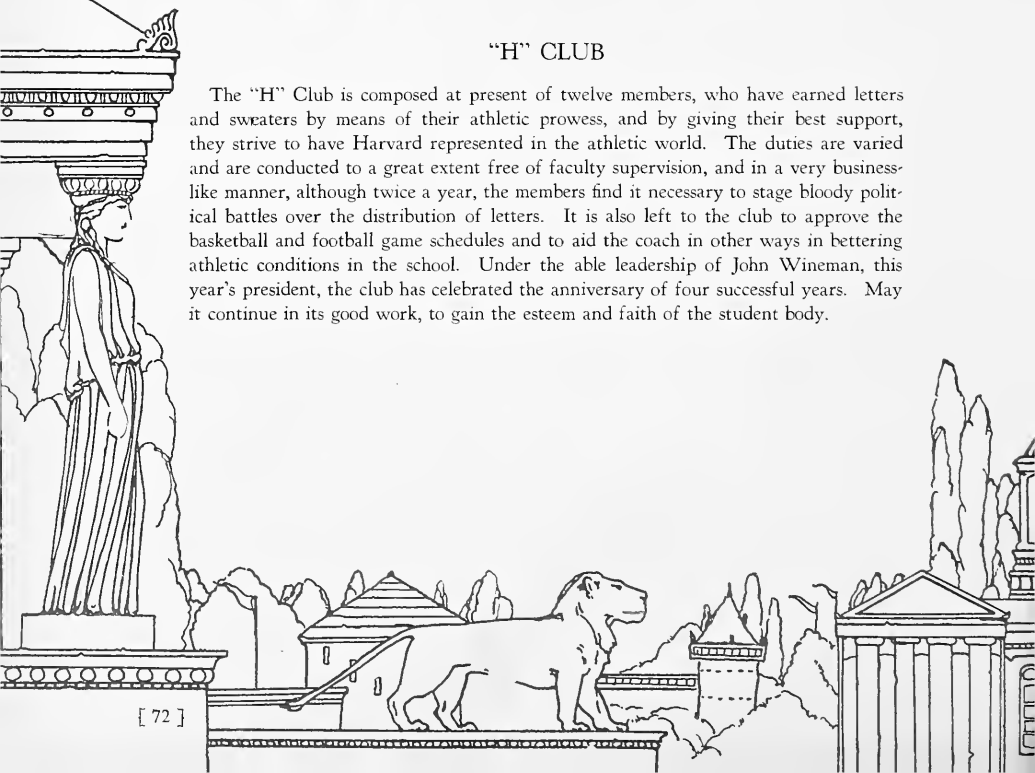 “H” CLUB
The “H” Club is composed at present of twelve members, who have earned letters
and sweaters by means of their athletic prowess, and by giving their best support,
they strive to have Harvard represented in the athletic world. The duties are varied
and are conducted to a great extent free of faculty supervision, and in a very business-
like manner, although twice a year, the members find it necessary to stage bloody polit-
ical battles over the distribution of letters. It is also left to the club to approve the
basketball and football game schedules and to aid the coach in other ways in bettering
athletic conditions in the school. Under the able leadership of John Wineman, this
year's president, the club has celebrated the anniversary of four successful years. May
it continue in its good work, to gain the esteem and faith of the student body.
[ 72 ]